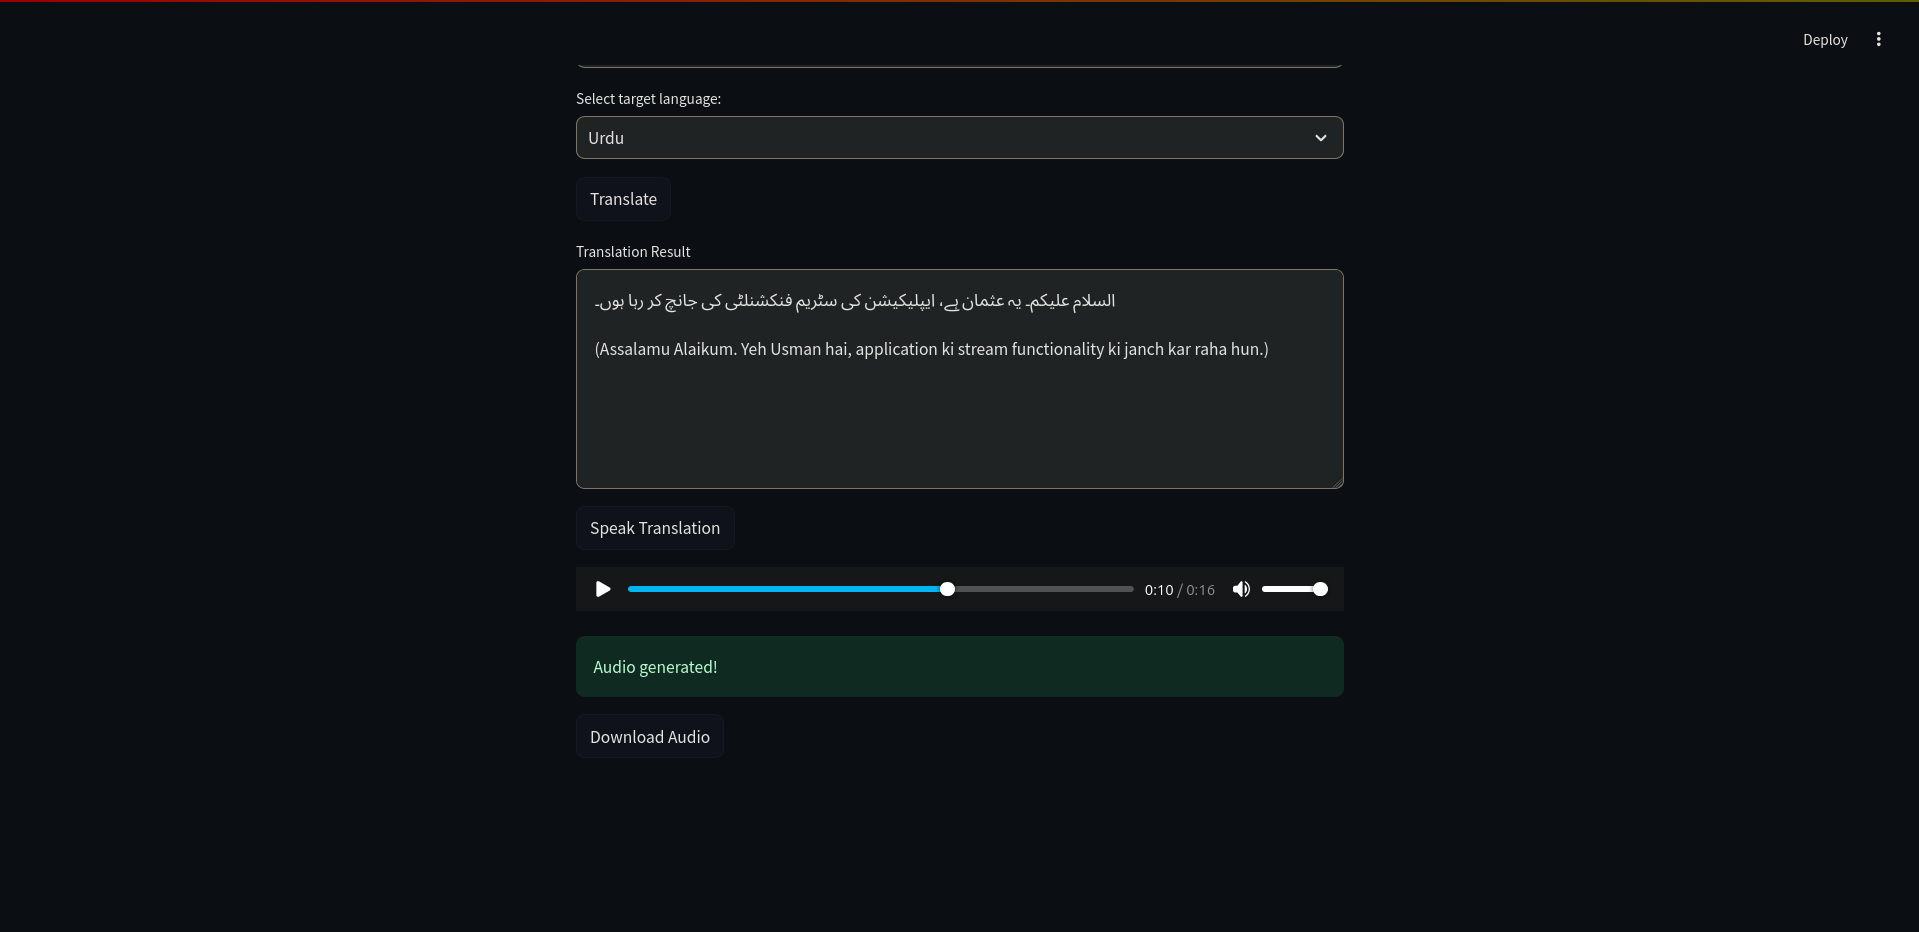 Deploy
Select target language:
Urdu
Translate
Translation Result
السلام علیکم۔ یہ عثمان ہے، ایپلیکیشن کی سٹریم فنکشنلٹی کی جانچ کر رہا ہوں۔
(Assalamu Alaikum. Yeh Usman hai, application ki stream functionality ki janch kar raha hun.)
Speak Translation
0:10 / 0:16
Audio generated!
Download Audio